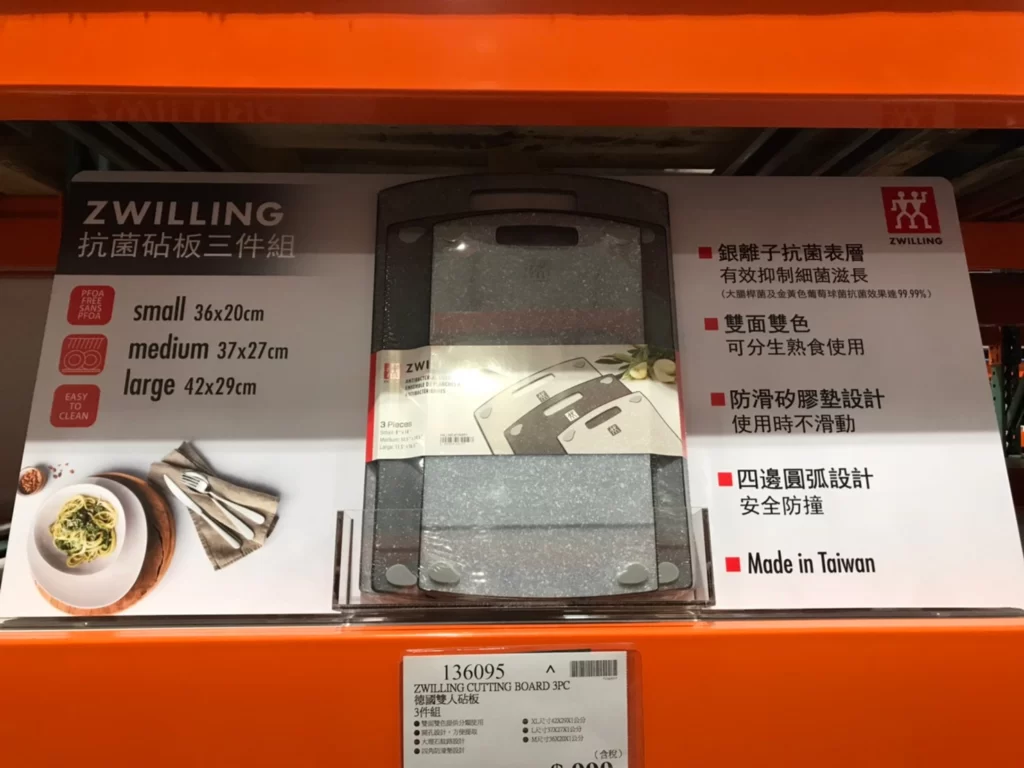 ZWILLING
抗菌砧板三件組
PFOA
FREE
SANS
PFOA
EASY
TO
CLEAN
small 36x20cm
medium 37x27cm
large 42x29cm
ZWI
3 Pieces
ZWILLING
銀離子抗菌表層
有效抑制細菌滋長
(大腸桿菌及金黃色葡萄球菌抗菌效果達99.99%)
雙面雙色
可分生熟食使用
防滑矽膠墊設計
使用時不滑動
四邊圓弧設計
安全防撞
Made in Taiwan
136095 ^
ZWILLING CUTTING BOARD 3PC
德國雙人砧板
3件組
(含稅)